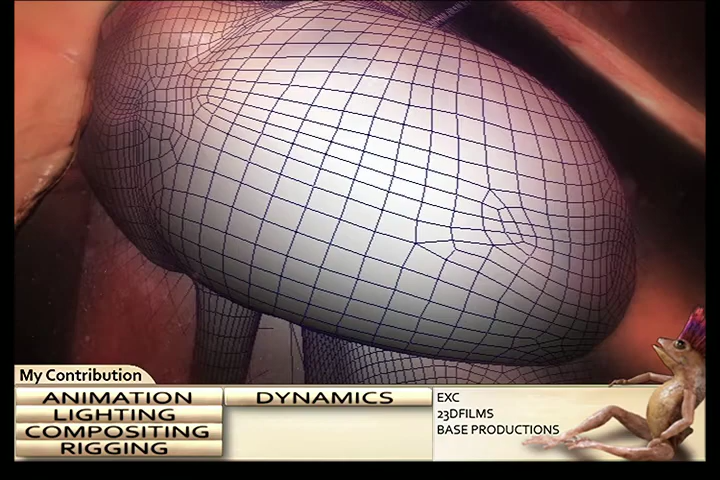 My Contribution
ANIMATION
LIGHTING
COMPOSITING
RIGGING
DYNAMICS
EXC
23DFILMS
BASE PRODUCTIONS